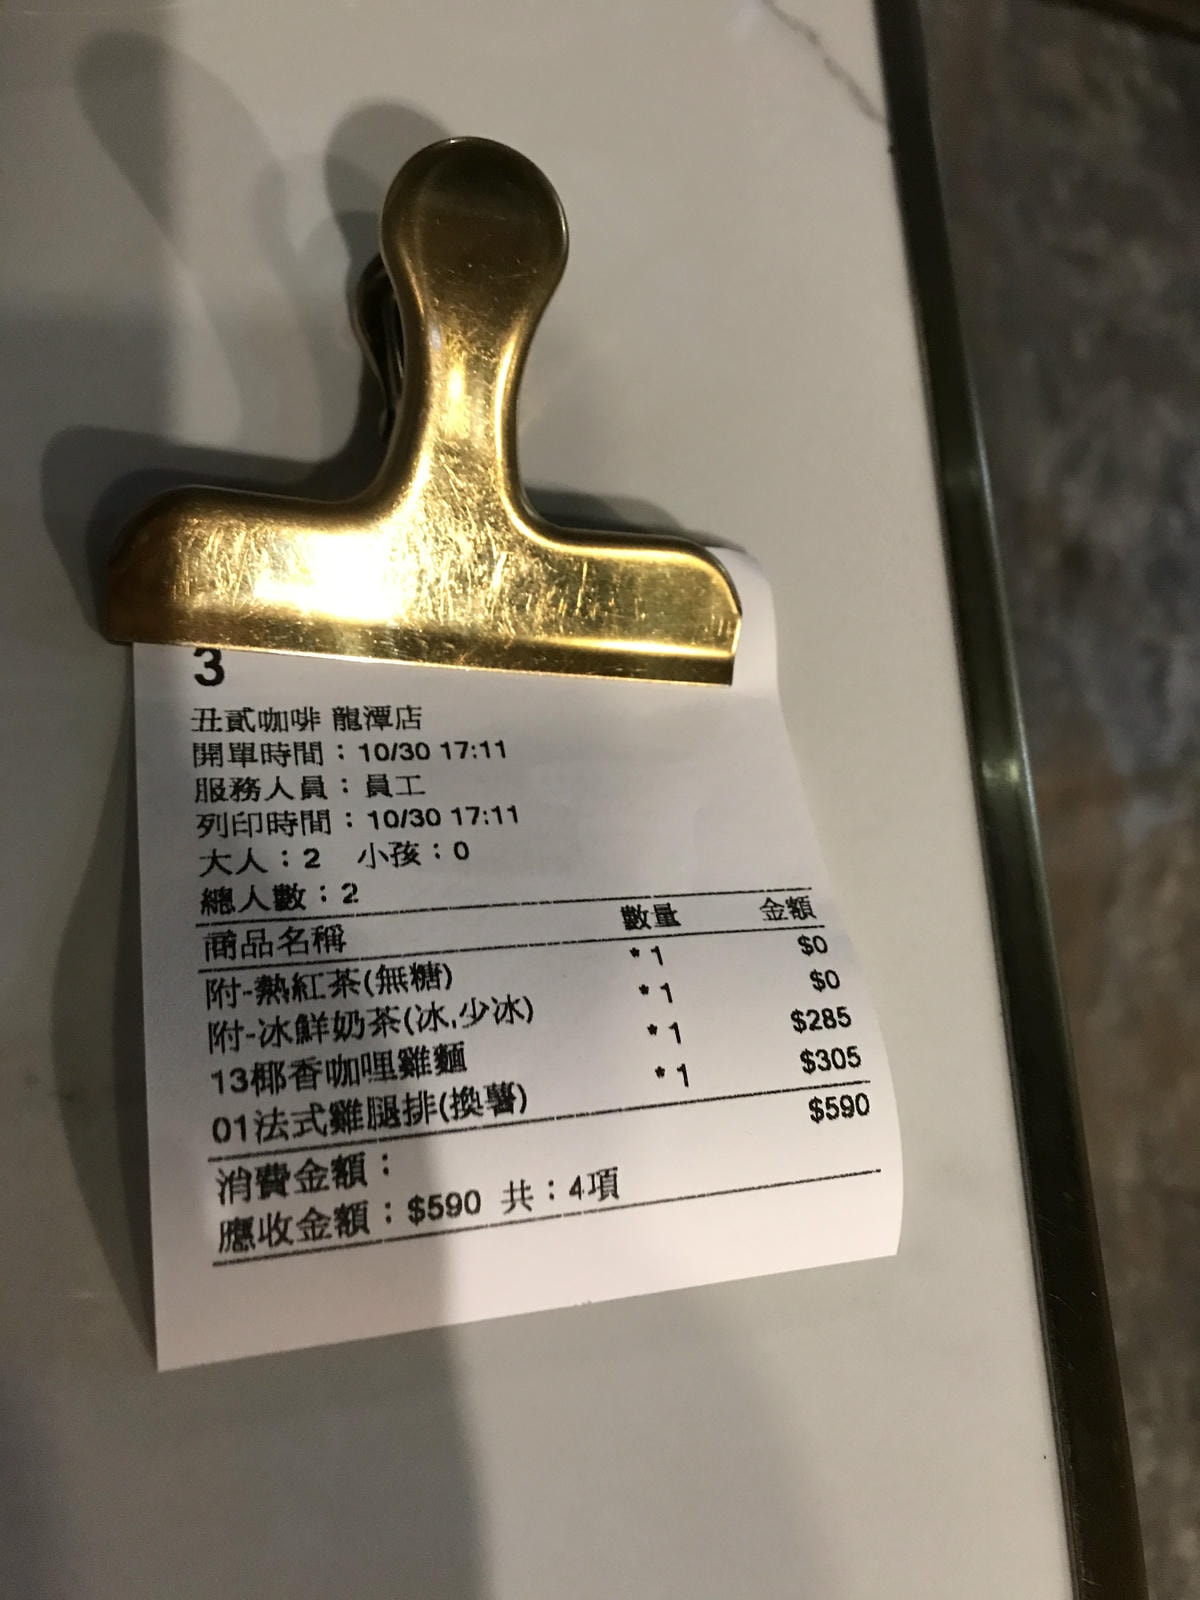 3
丑貳咖啡 龍潭店
開單時間：10/30 17:11
服務人員：員工
列印時間：10/30 17:11
大人：2 小孩：0
總人數：2
商品名稱 數量 金額
附-熱紅茶(無糖) *1 $0
附-冰鮮奶茶(冰,少冰) *1 $0
13椰香咖哩雞麵 *1 $285
01法式雞腿排(換薯) *1 $305
消費金額： $590
應收金額：$590 共：4項